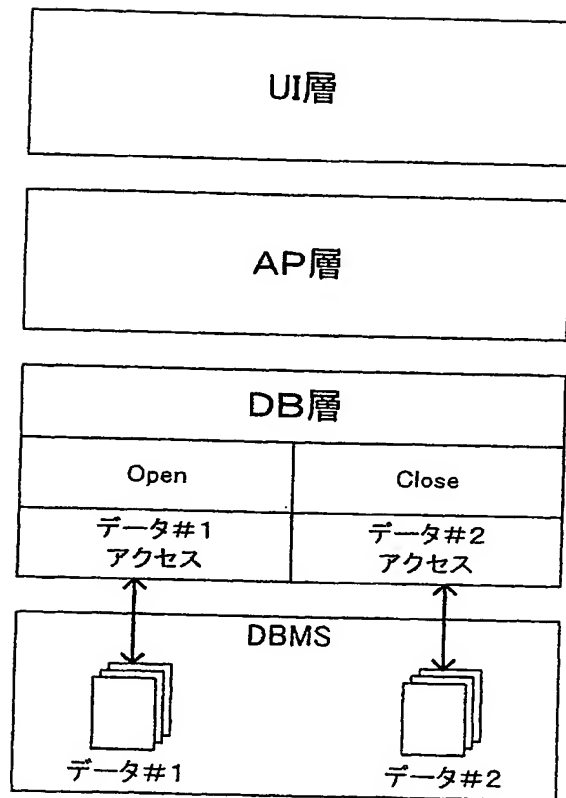 UI層
AP層
DB層
Open
Close
データ#1
アクセス
データ#2
アクセス
DBMS
データ#1
データ#2